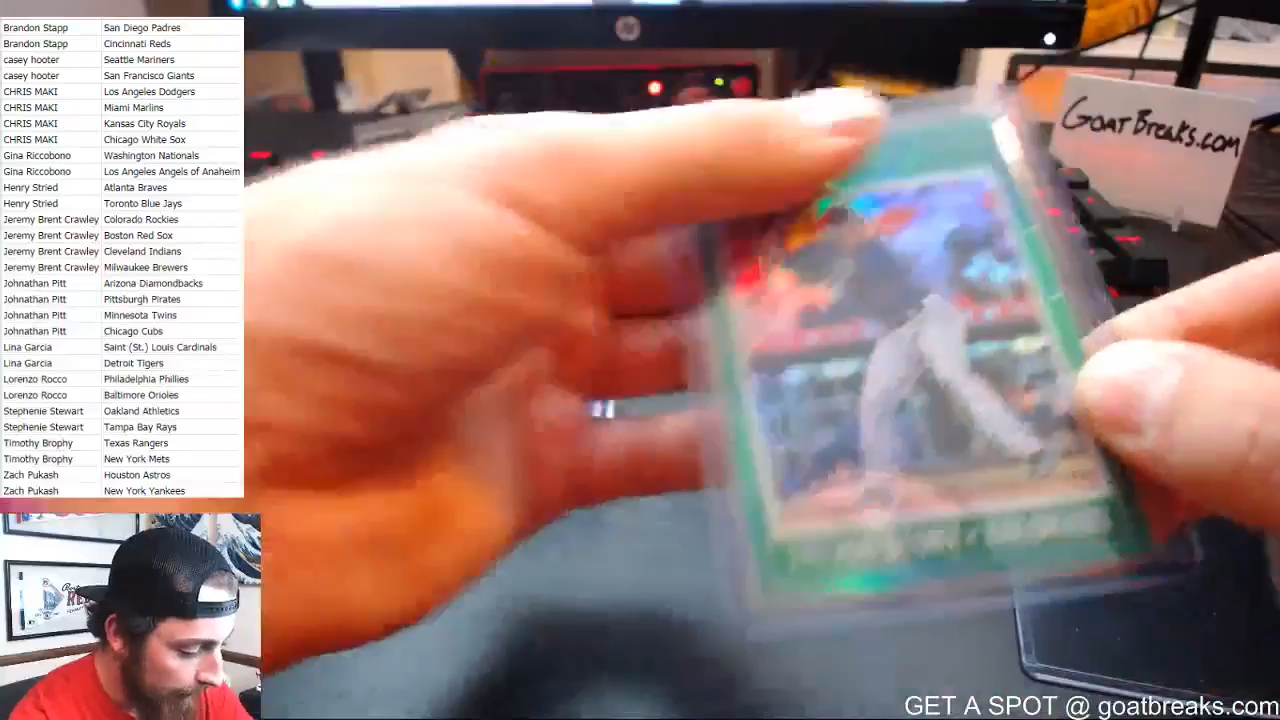 Brandon Stapp San Diego Padres
Brandon Stapp Cincinnati Reds
casey hooter Seattle Mariners
casey hooter San Francisco Giants
CHRIS MAKI Los Angeles Dodgers
CHRIS MAKI Miami Marlins
CHRIS MAKI Kansas City Royals
CHRIS MAKI Chicago White Sox
Gina Riccobono Washington Nationals
Gina Riccobono Los Angeles Angels of Anaheim
Henry Stried Atlanta Braves
Henry Stried Toronto Blue Jays
Jeremy Brent Crawley Colorado Rockies
Jeremy Brent Crawley Boston Red Sox
Jeremy Brent Crawley Cleveland Indians
Jeremy Brent Crawley Milwaukee Brewers
Johnathan Pitt Arizona Diamondbacks
Johnathan Pitt Pittsburgh Pirates
Johnathan Pitt Minnesota Twins
Johnathan Pitt Chicago Cubs
Lina Garcia Saint (St.) Louis Cardinals
Lina Garcia Detroit Tigers
Lorenzo Rocco Philadelphia Phillies
Lorenzo Rocco Baltimore Orioles
Stephenie Stewart Oakland Athletics
Stephenie Stewart Tampa Bay Rays
Timothy Brophy Texas Rangers
Timothy Brophy New York Mets
Zach Pukash Houston Astros
Zach Pukash New York Yankees
GOATBREAKS.COM
GET A SPOT @ goatbreaks.com